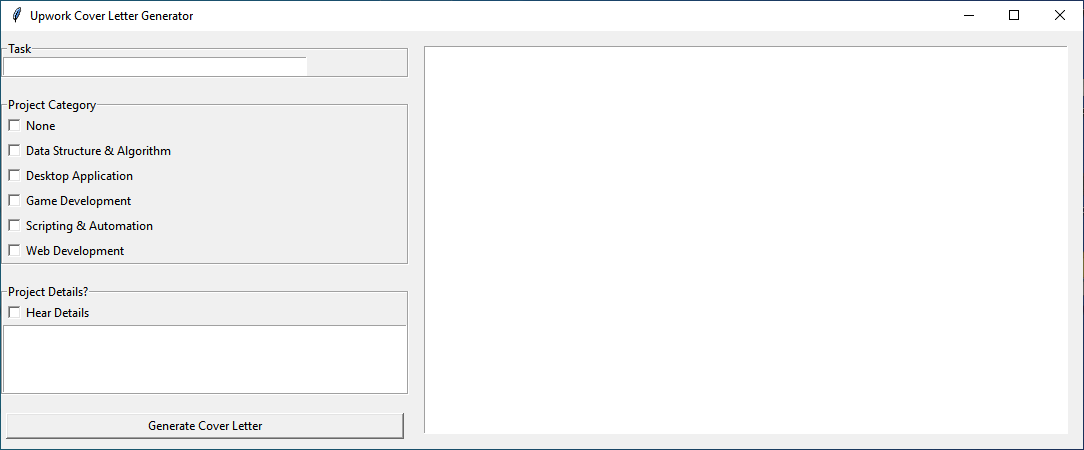 Upwork Cover Letter Generator
Task
Project Category
None
Data Structure & Algorithm
Desktop Application
Game Development
Scripting & Automation
Web Development
Project Details?
Hear Details
Generate Cover Letter